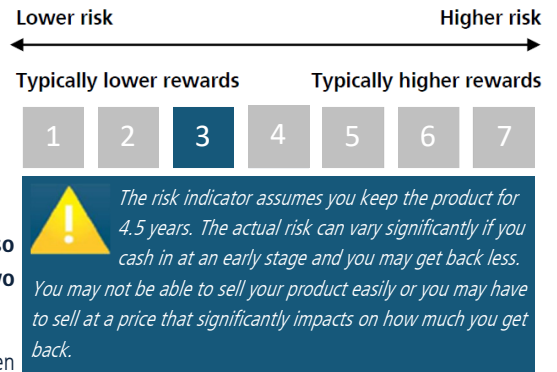 Lower risk Higher risk
Typically lower rewards Typically higher rewards
1 2 3 4 5 6 7
The risk indicator assumes you keep the product for
4.5 years. The actual risk can vary significantly if you
so
cash in at an early stage and you may get back less.
You may not be able to sell your product easily or you may have
to sell at a price that significantly impacts on how much you get
back.